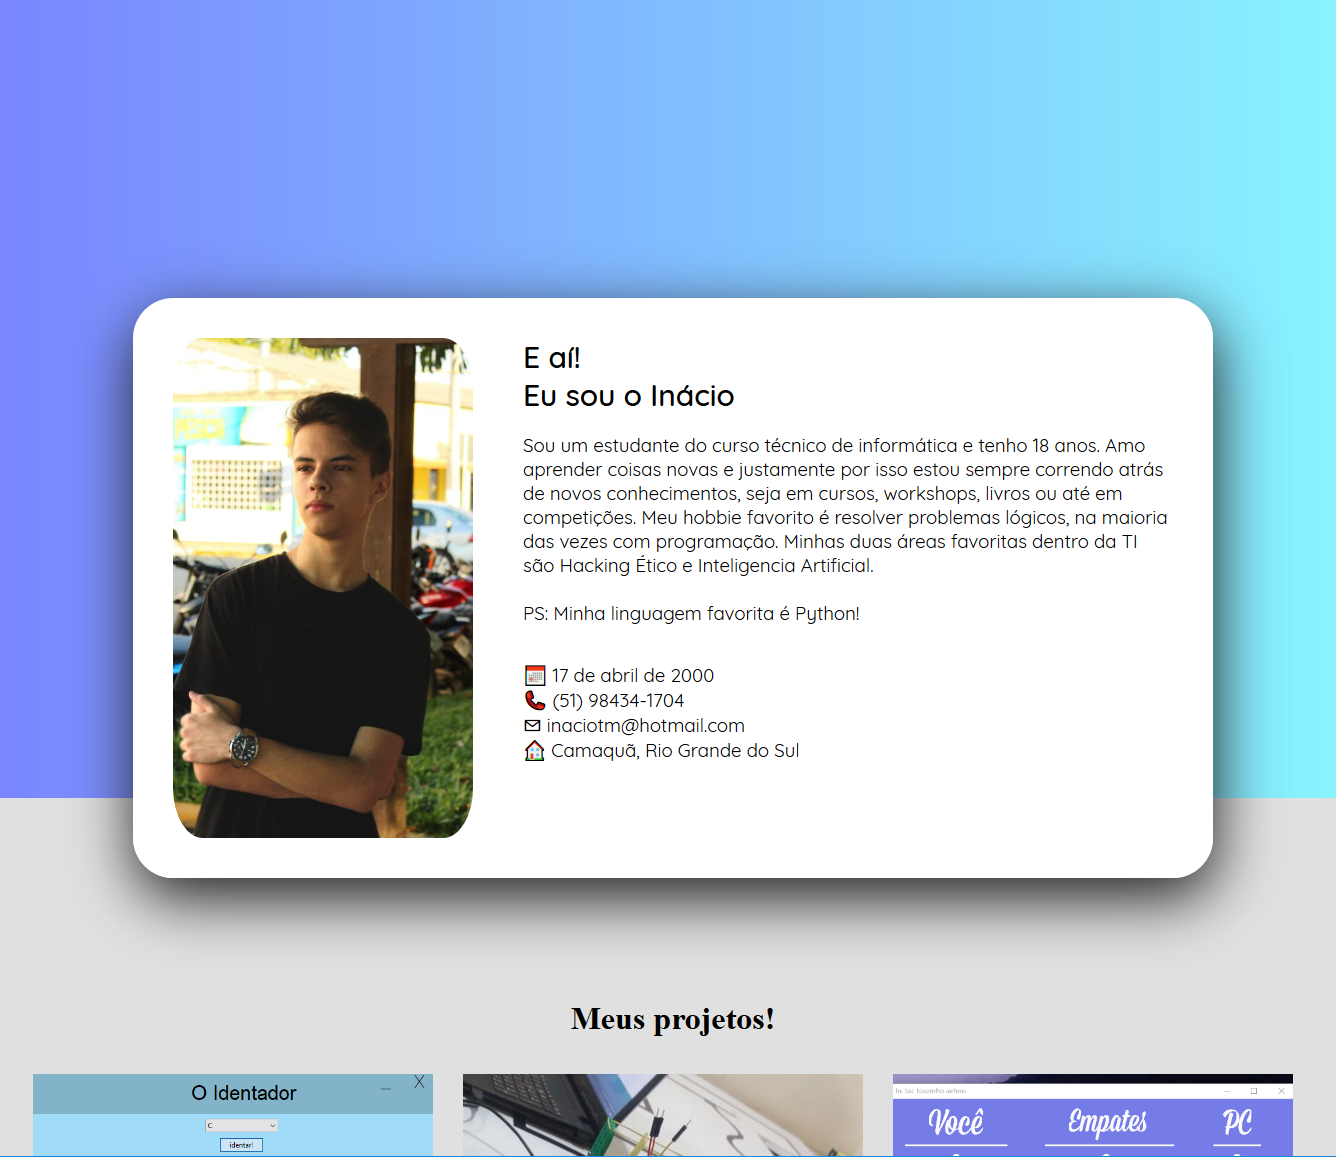 E aí!
Eu sou o Inácio
Sou um estudante do curso técnico de informática e tenho 18 anos. Amo
aprender coisas novas e justamente por isso estou sempre correndo atrás
de novos conhecimentos, seja em cursos, workshops, livros ou até em
competições. Meu hobbie favorito é resolver problemas lógicos, na maioria
das vezes com programação. Minhas duas áreas favoritas dentro da TI
são Hacking Ético e Inteligencia Artificial.
PS: Minha linguagem favorita é Python!
17 de abril de 2000
(51) 98434-1704
inaciotm@hotmail.com
Camaquã, Rio Grande do Sul
Meus projetos!
O Identador
C
identar!
tic tac toszinho aehoo
Você Empates PC